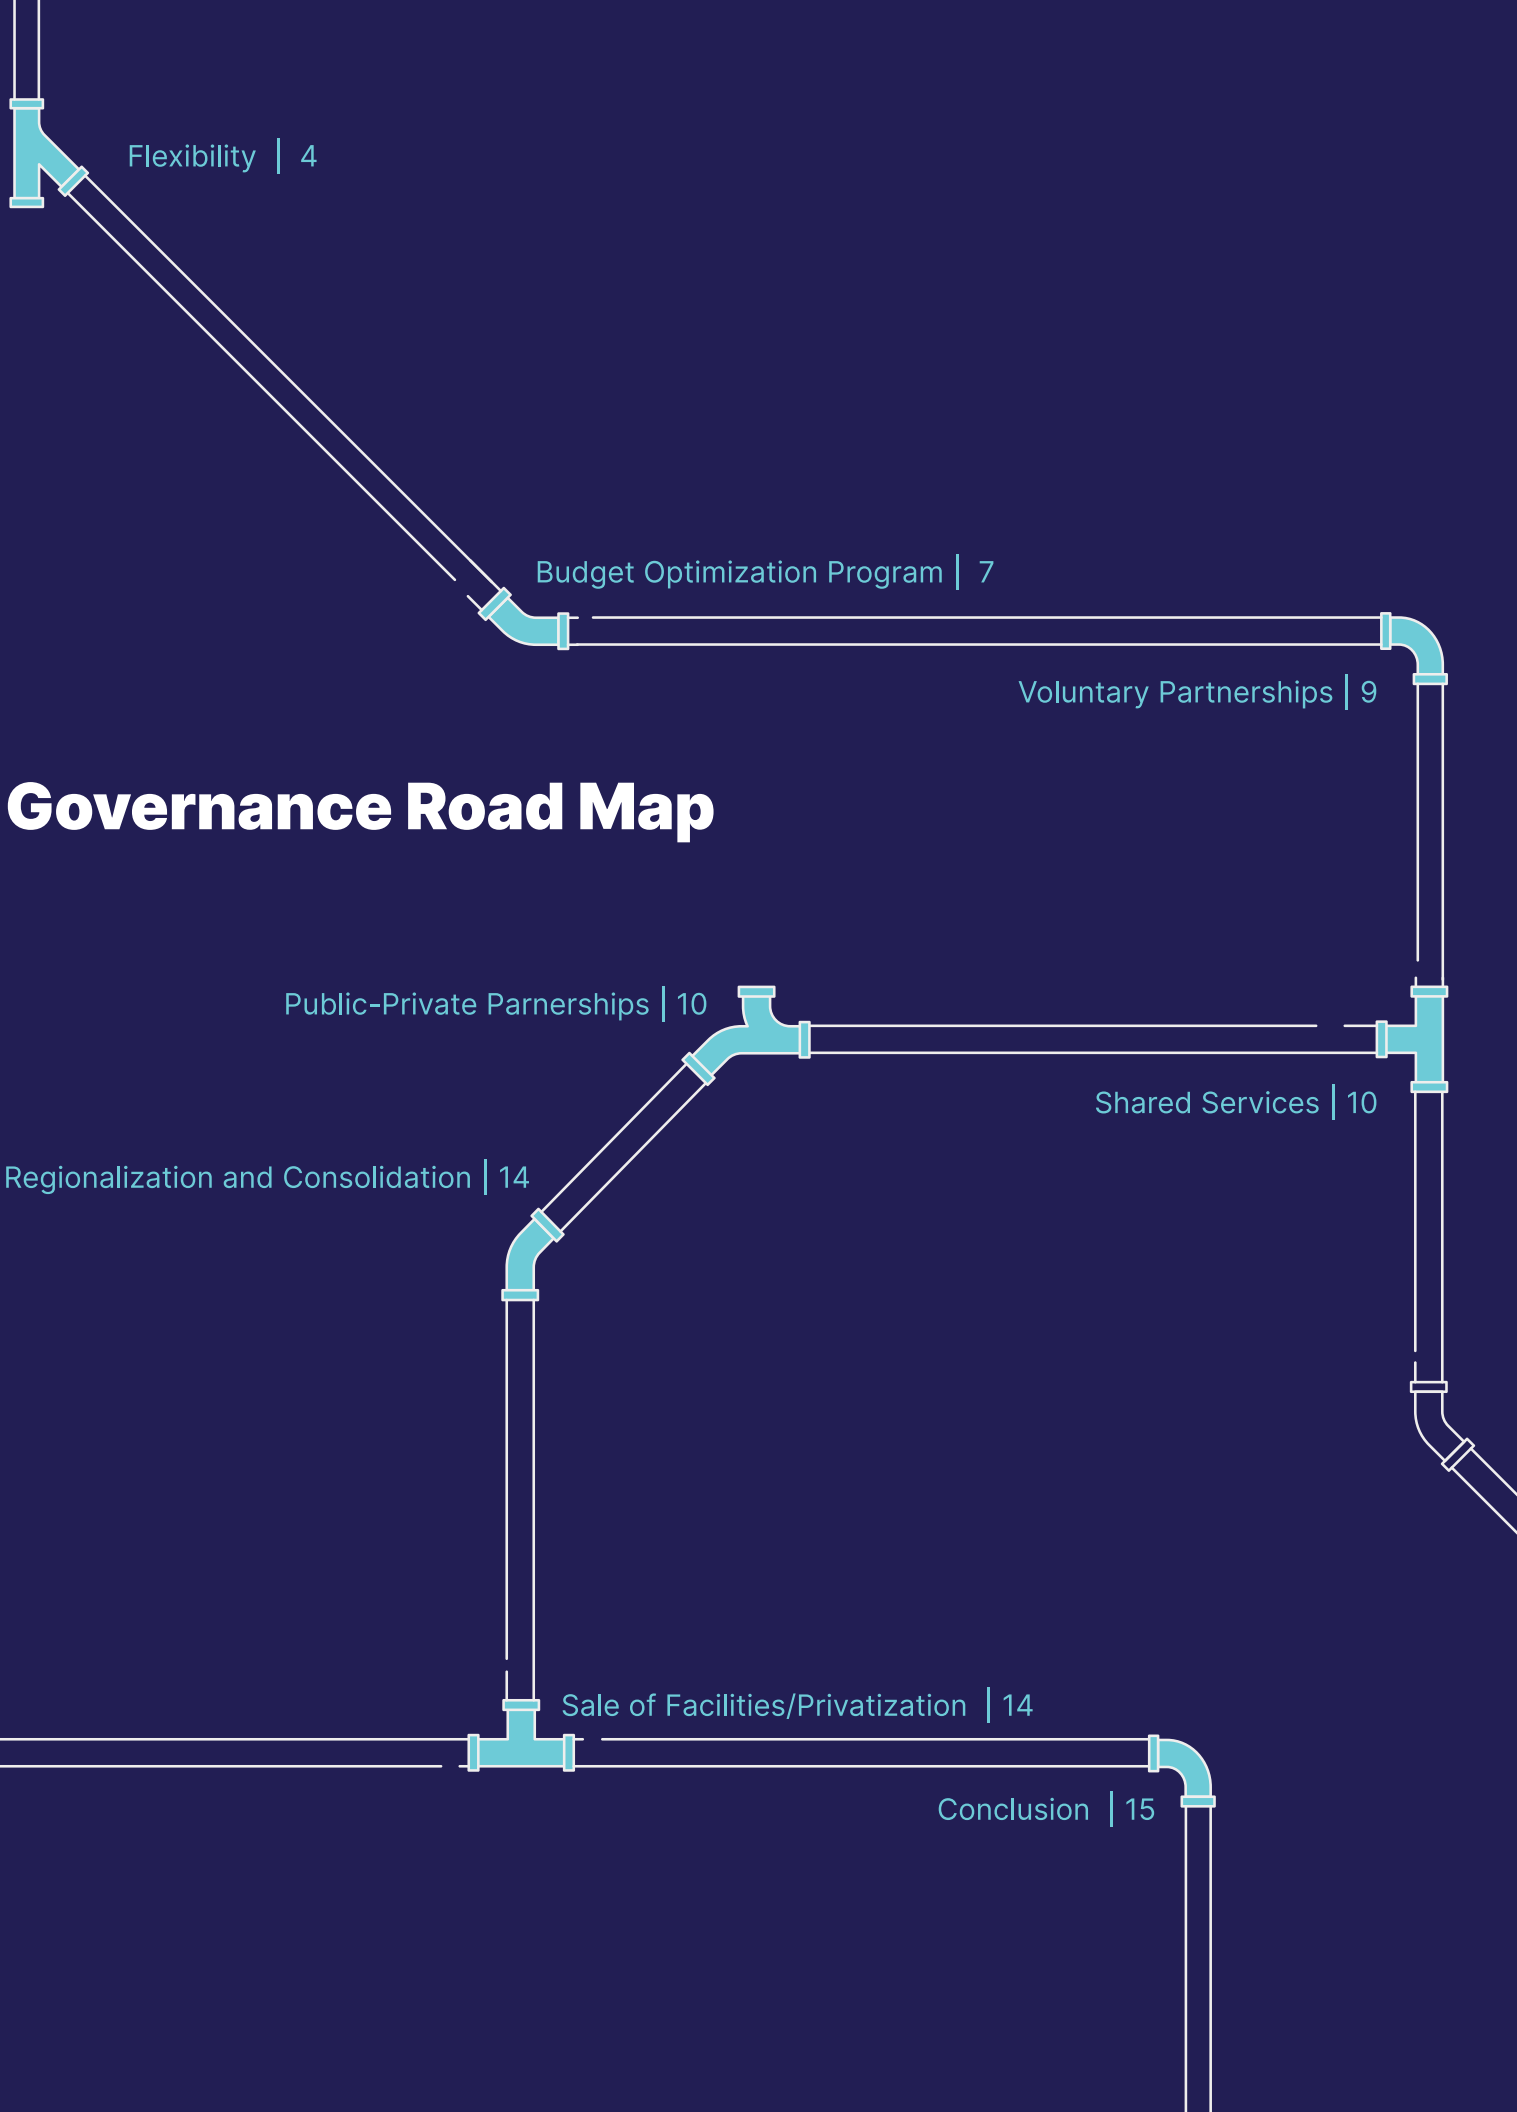 Flexibility | 4
Budget Optimization Program | 7
Voluntary Partnerships | 9
Governance Road Map
Public-Private Parnerships | 10
Shared Services | 10
Regionalization and Consolidation | 14
Sale of Facilities/Privatization | 14
Conclusion | 15